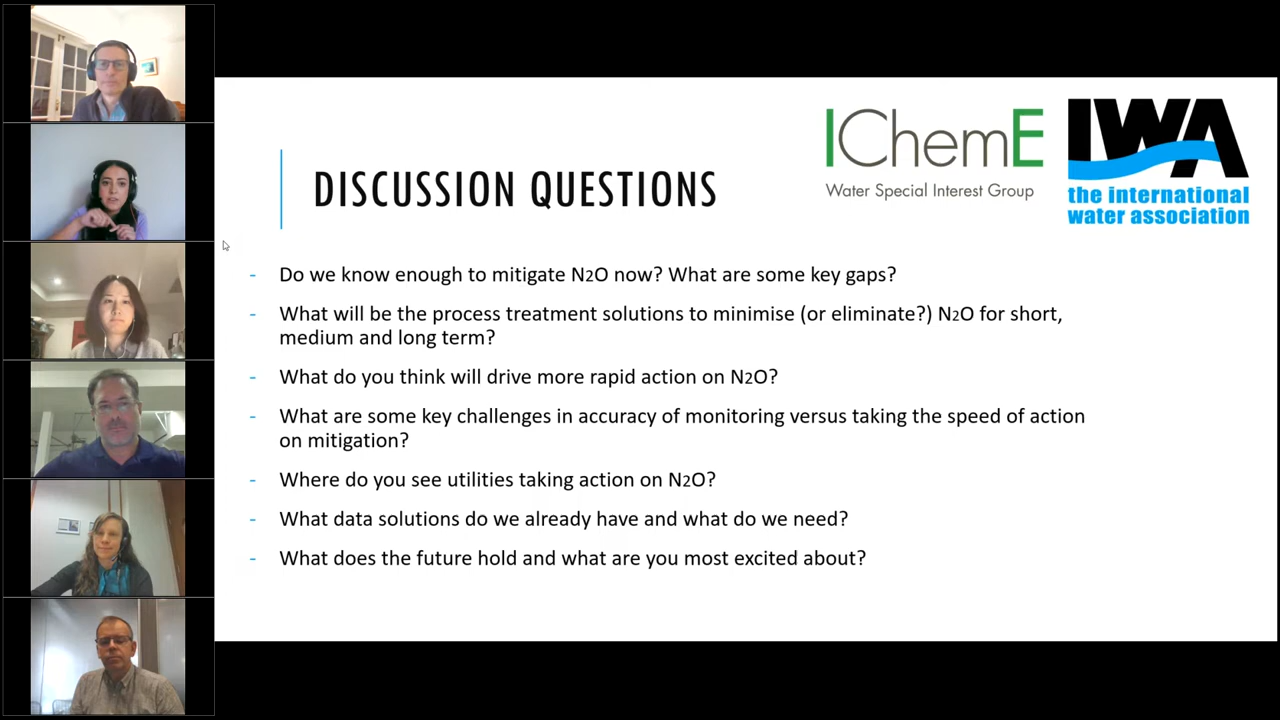 IChemE
Water Special Interest Group
IWA
the international
water association
DISCUSSION QUESTIONS
- Do we know enough to mitigate N2O now? What are some key gaps?
- What will be the process treatment solutions to minimise (or eliminate?) N2O for short,
medium and long term?
- What do you think will drive more rapid action on N2O?
- What are some key challenges in accuracy of monitoring versus taking the speed of action
on mitigation?
- Where do you see utilities taking action on N2O?
- What data solutions do we already have and what do we need?
- What does the future hold and what are you most excited about?